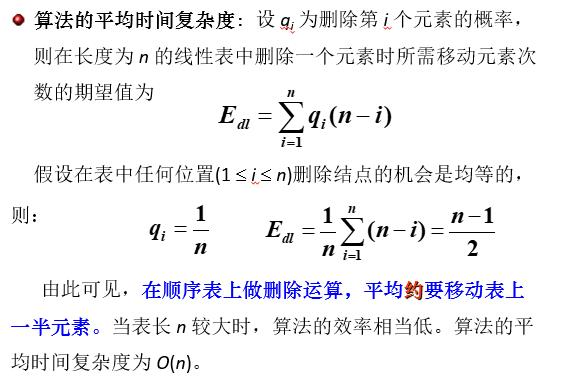 算法的平均时间复杂度：设 qi 为删除第 i 个元素的概率，
则在长度为 n 的线性表中删除一个元素时所需移动元素次
数的期望值为
E_{dl} = \sum_{i=1}^{n} q_i(n-i)
假设在表中任何位置(1≤i≤n)删除结点的机会是均等的，
则：
q_i = \frac{1}{n} E_{dl} = \frac{1}{n}\sum_{i=1}^{n}(n-i) = \frac{n-1}{2}
由此可见，在顺序表上做删除运算，平均约要移动表上
一半元素。当表长 n 较大时，算法的效率相当低。算法的平
均时间复杂度为 O(n)。